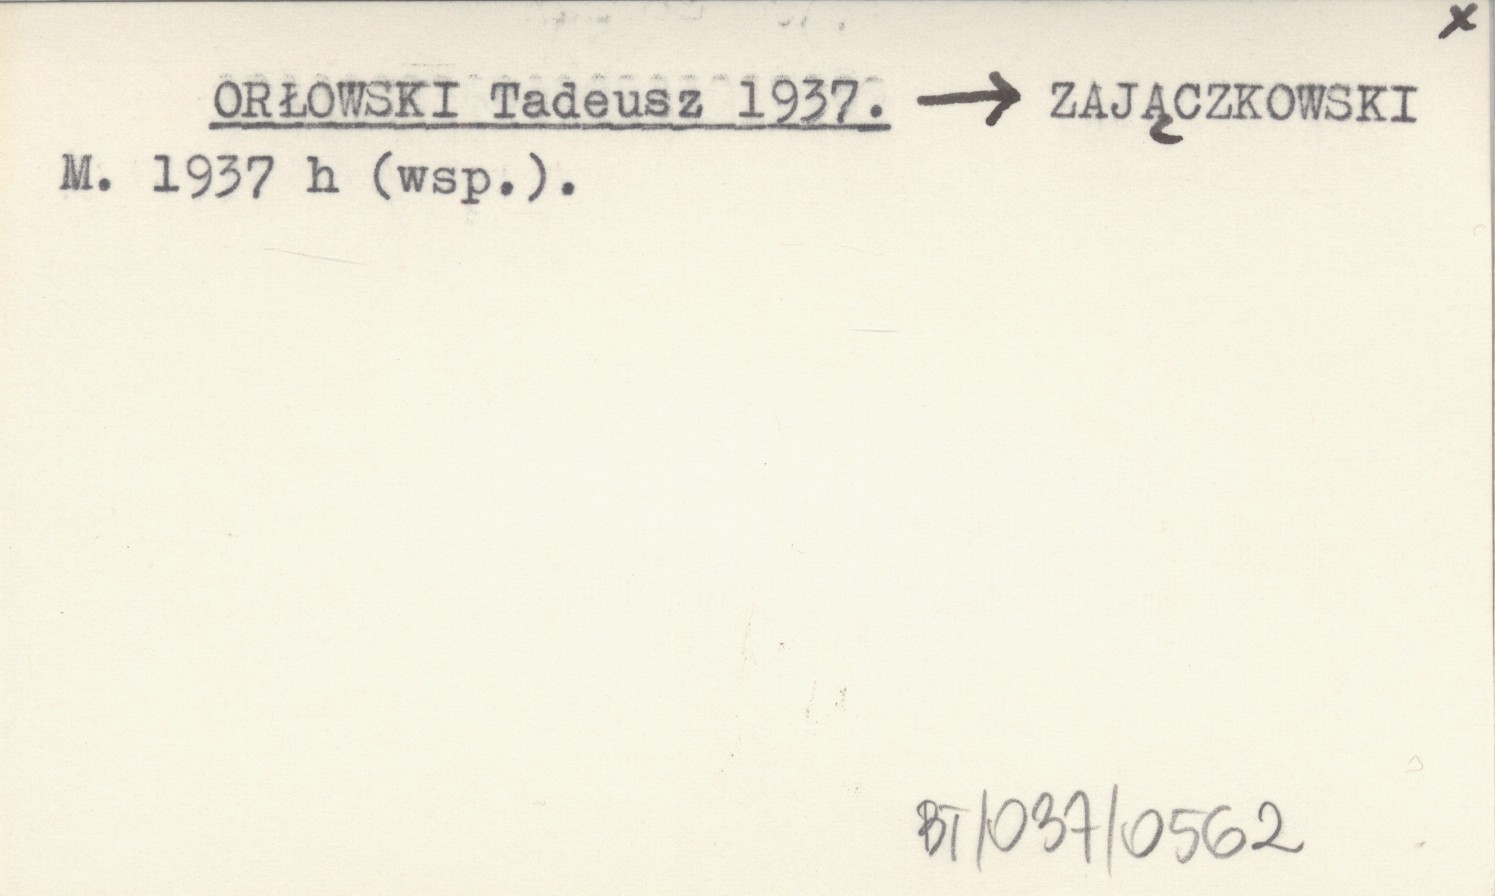 x
ORŁOWSKI Tadeusz 1937. → ZAJĄCZKOWSKI
M. 1937 h (wsp.).
BT/037/0562